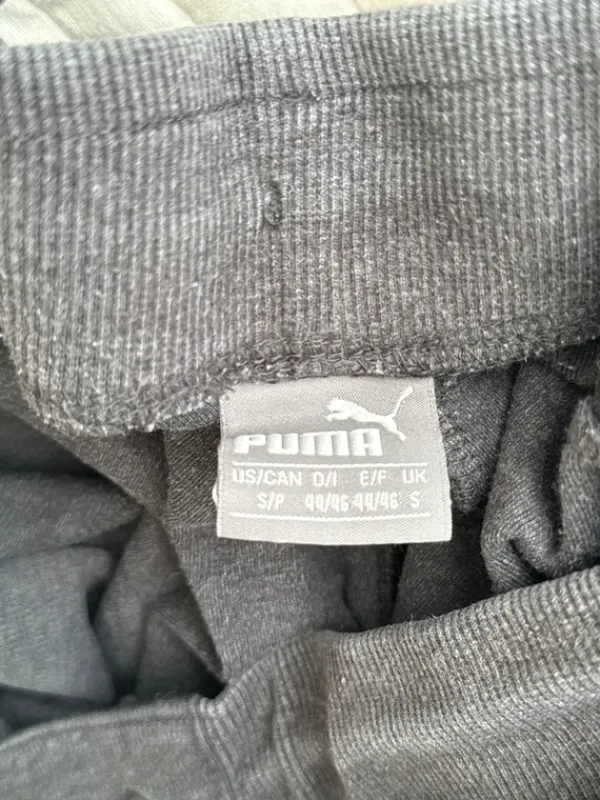 PUMA
US/CAN D/I E/F UK
S/P 44/46 44/46 S